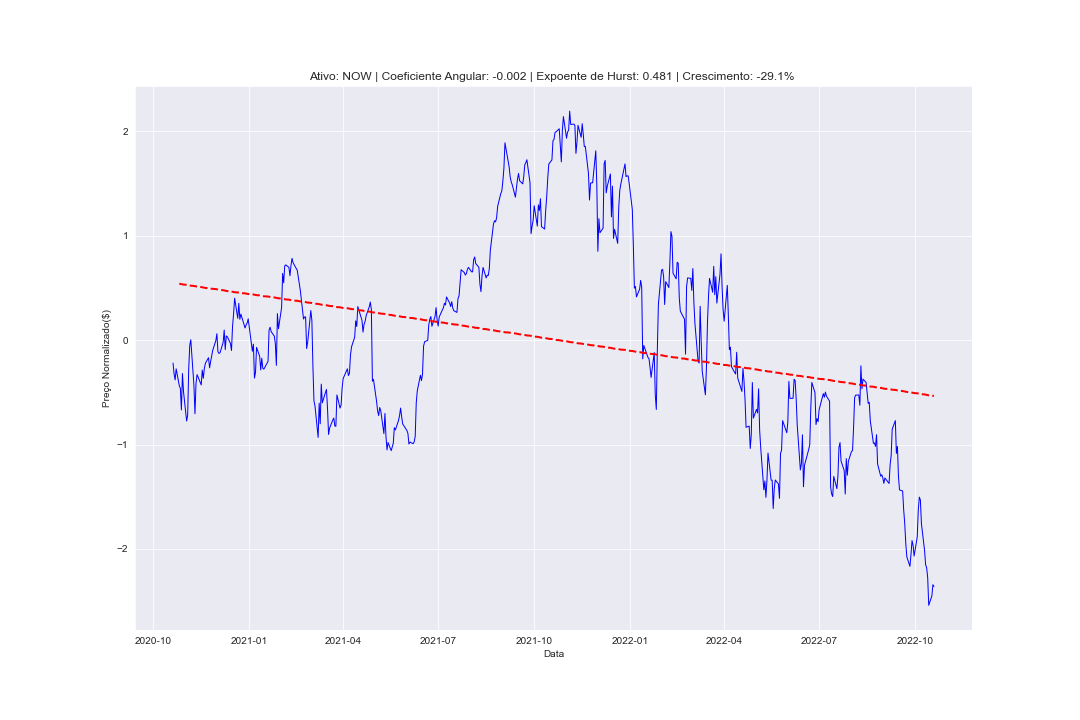 Ativo: NOW | Coeficiente Angular: -0.002 | Expoente de Hurst: 0.481 | Crescimento: -29.1%
Preço Normalizado($)
2
1
0
−1
−2
2020-10 2021-01 2021-04 2021-07 2021-10 2022-01 2022-04 2022-07 2022-10
Data